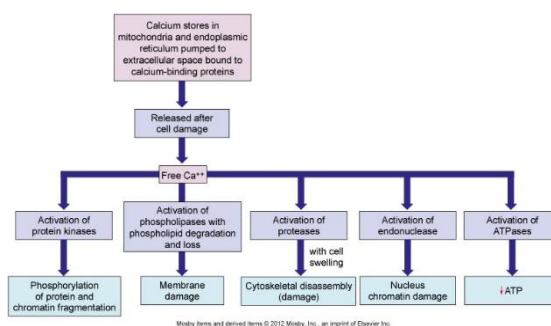 Calcium stores in
mitochondria and endoplasmic
reticulum pumped to
extracellular space bound to
calcium-binding proteins
Released after
cell damage
Free Ca++
Activation of
protein kinases
Activation of
phospholipases with
phospholipid degradation
and loss
Activation of
proteases
Activation of
endonuclease
Activation of
ATPases
with cell
swelling
Phosphorylation
of protein and
chromatin fragmentation
Membrane
damage
Cytoskeletal disassembly
(damage)
Nucleus
chromatin damage
↓ATP
Mosby items and derived items © 2012 Mosby, Inc., an imprint of Elsevier Inc.